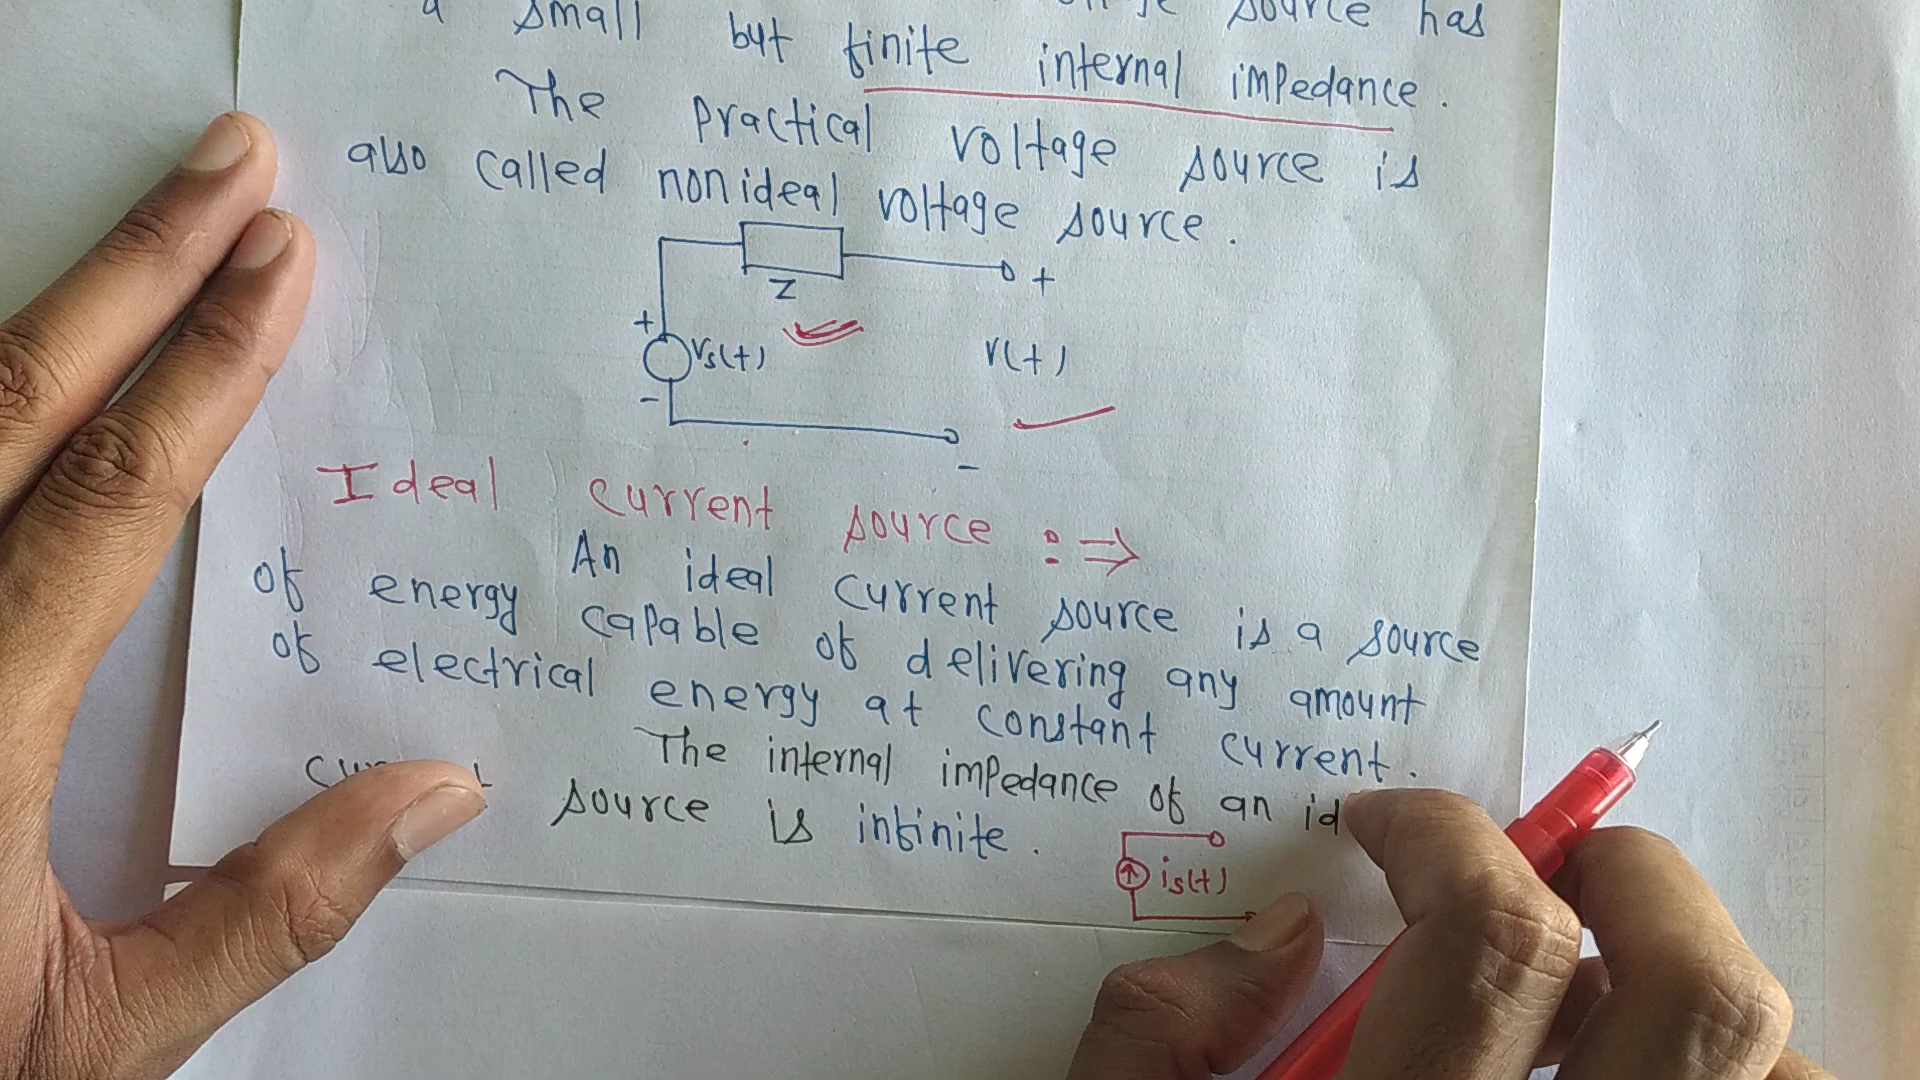 a small but finite internal impedance.
source has
The practical voltage source is
also called nonideal voltage source.
Z
+
+
vs(t)
v(t)
-
-
Ideal current source :⇒
An ideal current source is a source
of energy capable of delivering any amount
of electrical energy at constant current.
The internal impedance of an id
source is infinite.
is(t)